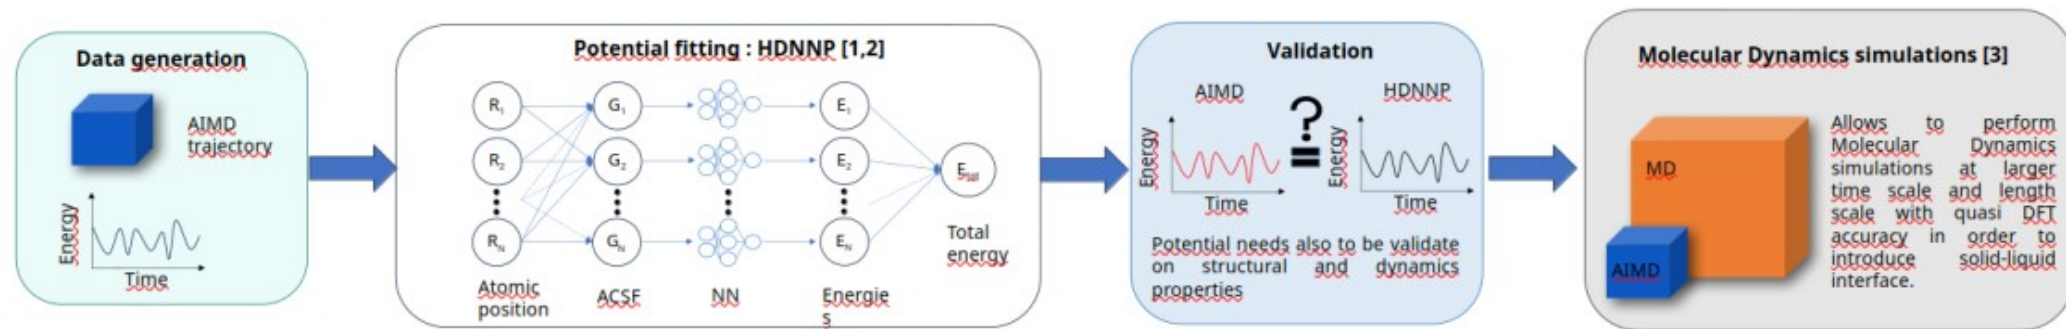 Data generation
AIMD
trajectory
Energy
Time
Potential fitting : HDNNP [1,2]
R1
G1
E1
R2
G2
E2
RN
GN
EN
Total
energy
Atomic
position
ACSF
NN
Energie
s
Validation
AIMD
HDNNP
?
=
Energy
Time
Energy
Time
Potential needs also to be validate
on structural and dynamics
properties
Molecular Dynamics simulations [3]
MD
AIMD
Allows to perform
Molecular Dynamics
simulations at larger
time scale and length
scale with quasi DFT
accuracy in order to
introduce solid-liquid
interface.